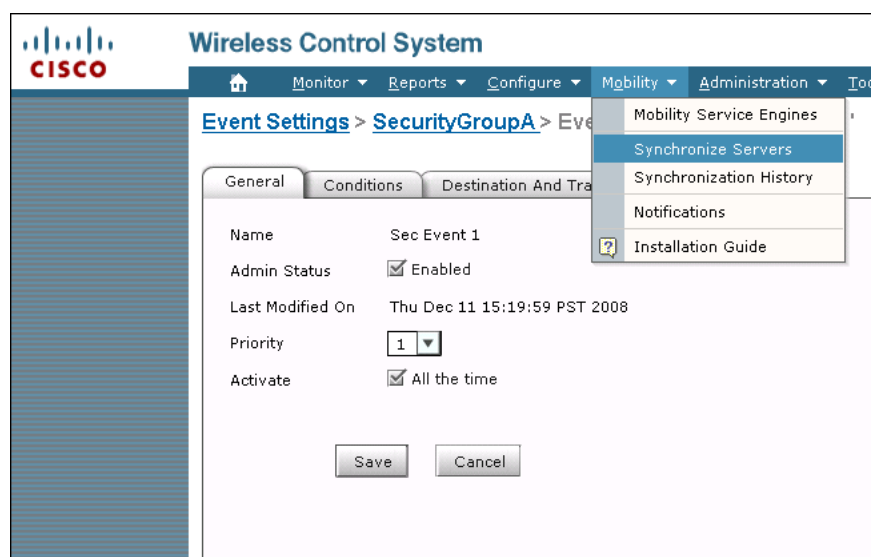 CISCO
Wireless Control System
Monitor Reports Configure Mobility Administration
Event Settings > SecurityGroupA >
Mobility Service Engines
Synchronize Servers
Synchronization History
Notifications
Installation Guide
General Conditions Destination And
Name Sec Event 1
Admin Status Enabled
Last Modified On Thu Dec 11 15:19:59 PST 2008
Priority 1
Activate All the time
Save Cancel